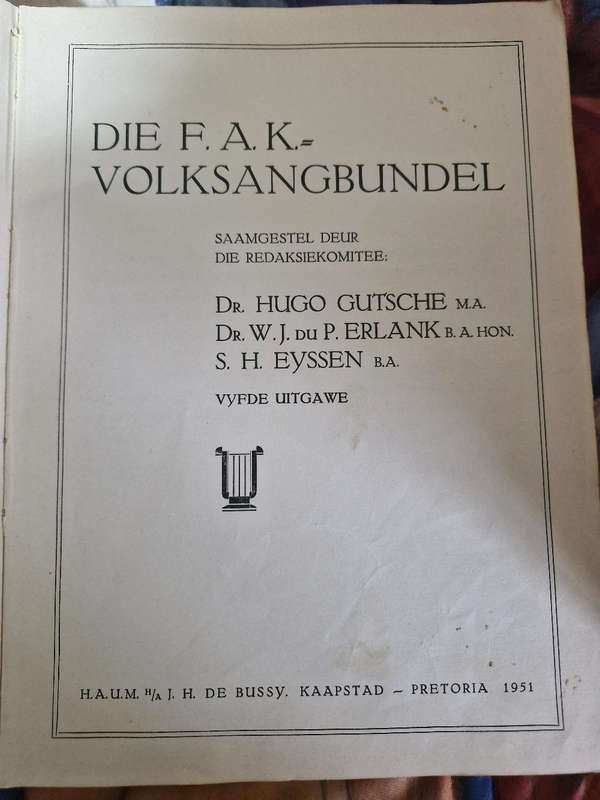 DIE F. A. K.=
VOLKSANGBUNDEL
SAAMGESTEL DEUR
DIE REDAKSIEKOMITEE:
DR. HUGO GUTSCHE M.A.
DR. W. J. DU P. ERLANK B. A. HON.
S. H. EYSSEN B.A.
VYFDE UITGAWE
H.A.U.M. H/A J. H. DE BUSSY. KAAPSTAD ~ PRETORIA 1951